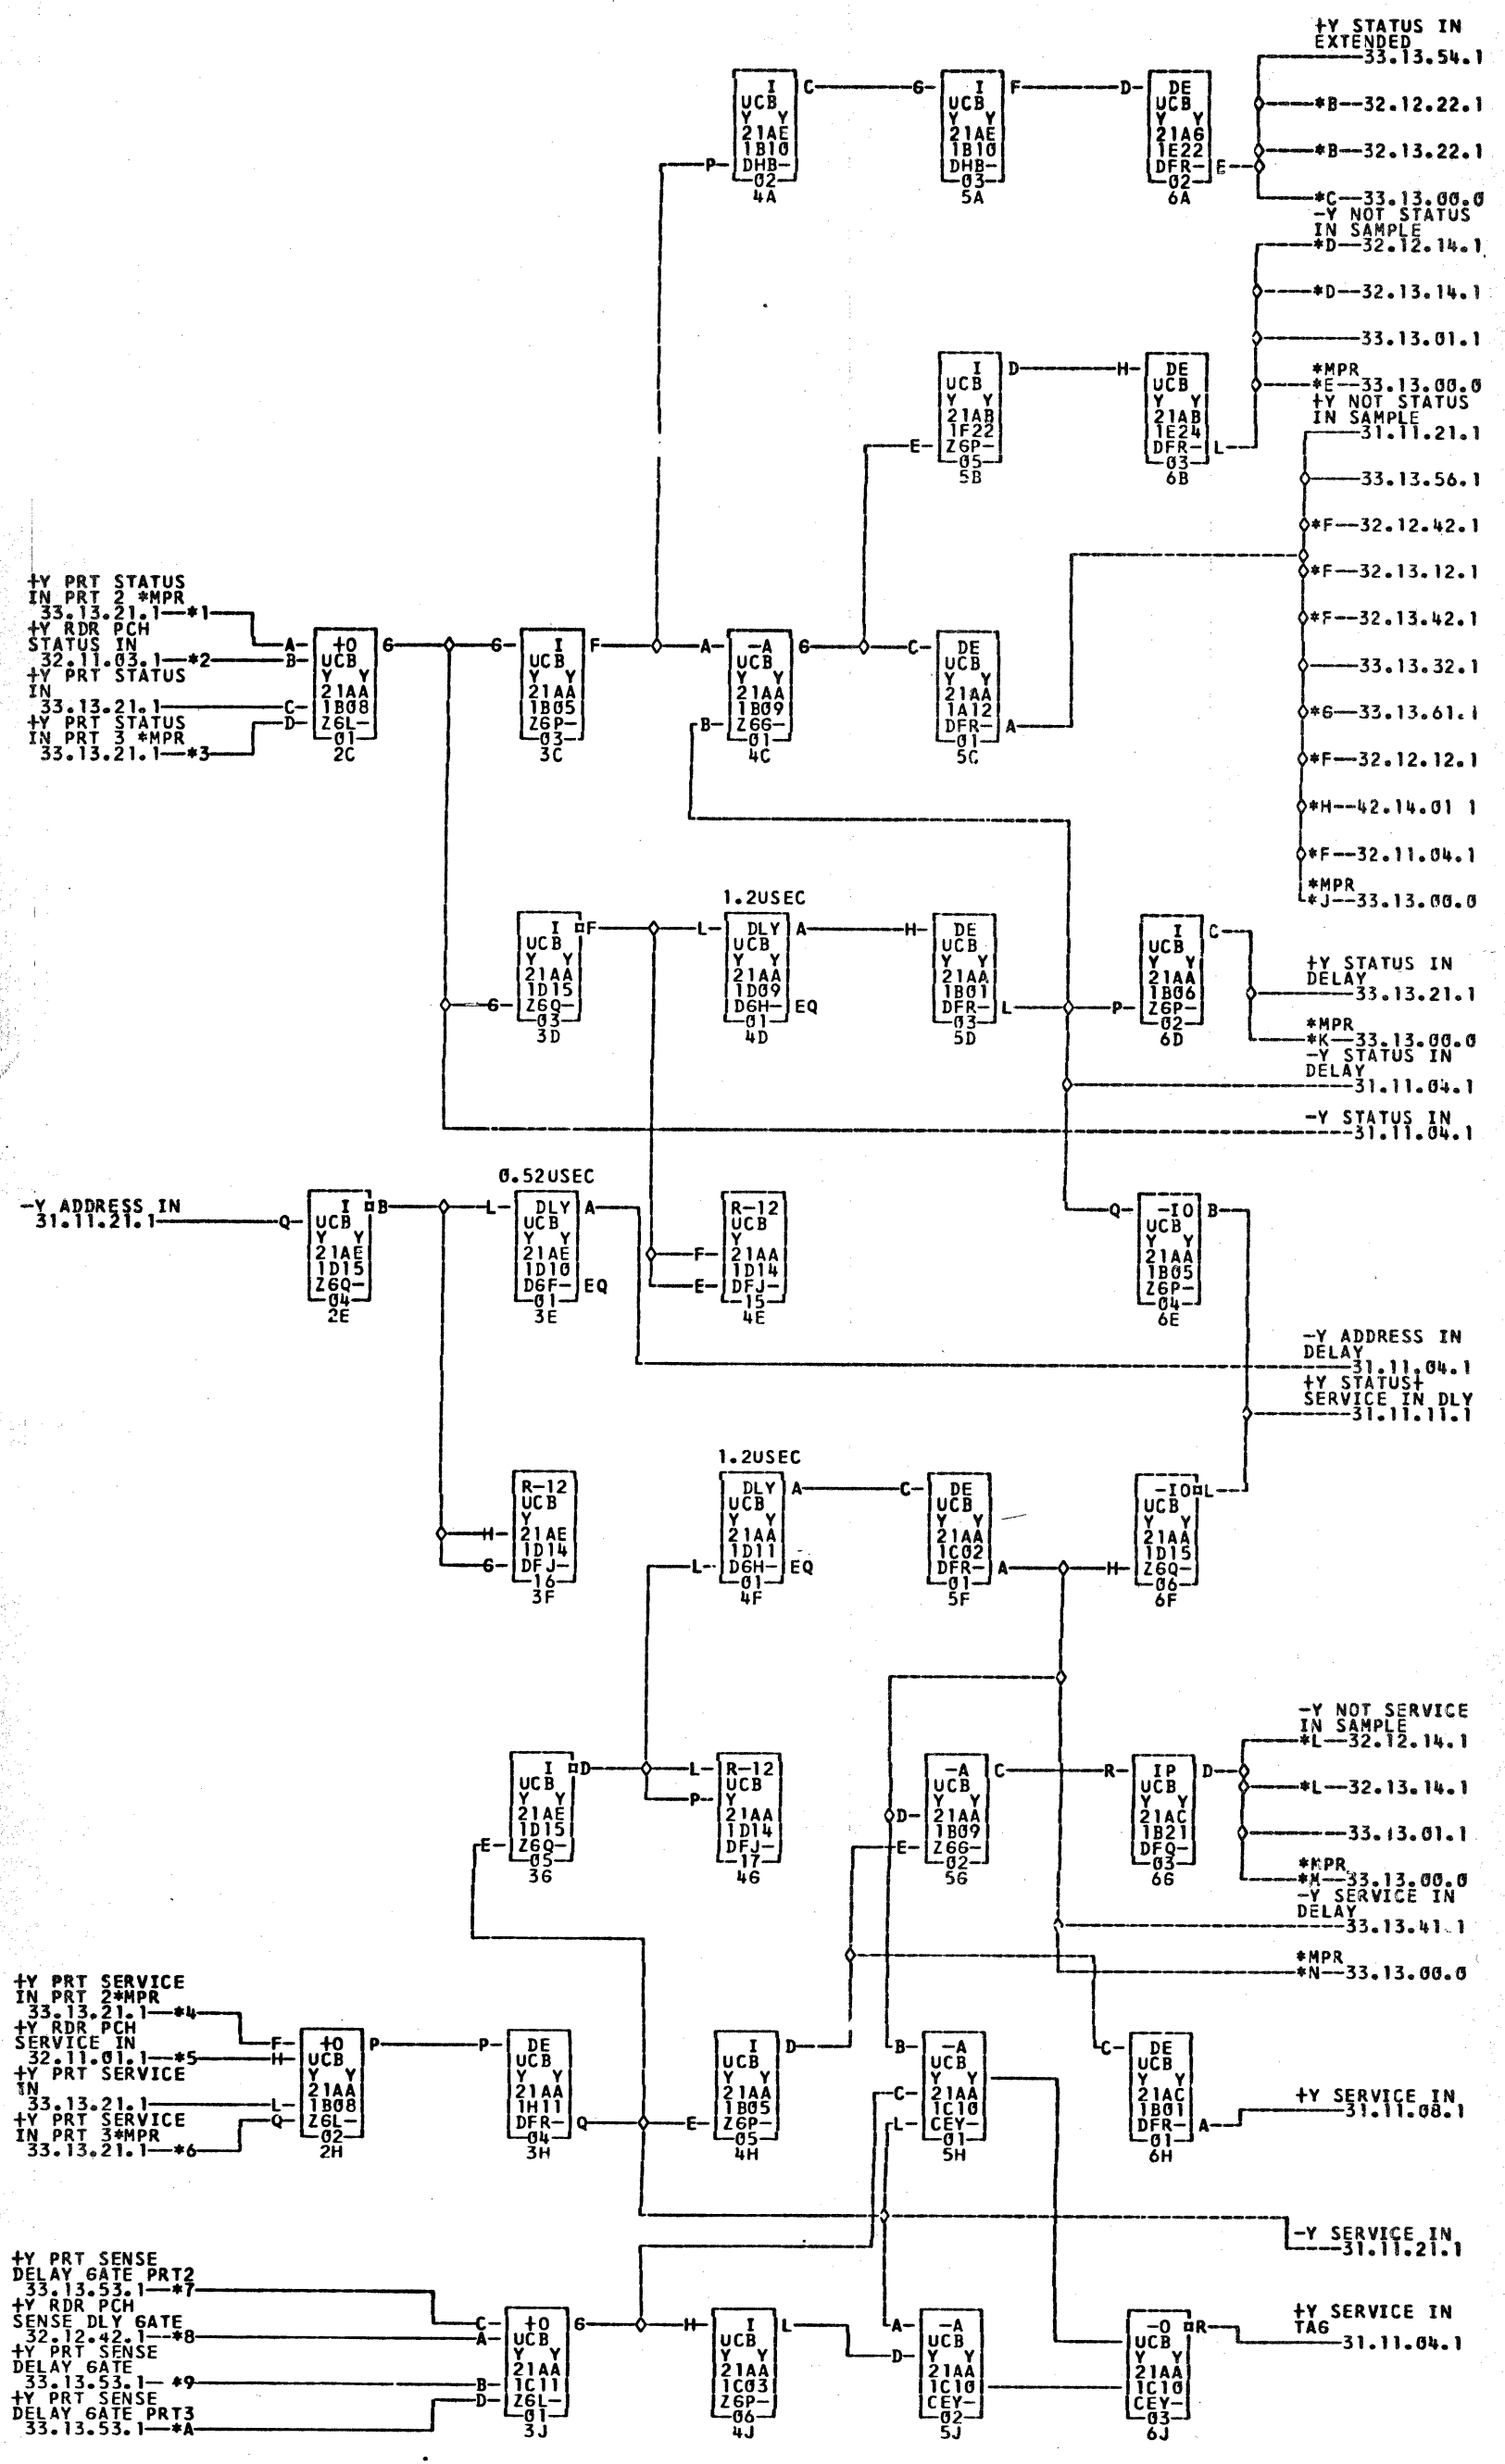 +Y STATUS IN
EXTENDED
33.13.54.1
*B—32.12.22.1
*B—32.13.22.1
*C—33.13.00.0
-Y NOT STATUS
IN SAMPLE
*D—32.12.14.1
*D—32.13.14.1
33.13.01.1
*MPR
*E—33.13.00.0
+Y NOT STATUS
IN SAMPLE
31.11.21.1
33.13.56.1
*F—32.12.42.1
*F—32.13.12.1
*F—32.13.42.1
33.13.32.1
*G—33.13.61.1
*F—32.12.12.1
*H—42.14.01 1
*F—32.11.04.1
*MPR
*J—33.13.00.0
+Y STATUS IN
DELAY
33.13.21.1
*MPR
*K—33.13.00.0
-Y STATUS IN
DELAY
31.11.04.1
-Y STATUS IN
31.11.04.1
-Y ADDRESS IN
DELAY
31.11.04.1
+Y STATUS+
SERVICE IN DLY
31.11.11.1
-Y NOT SERVICE
IN SAMPLE
*L—32.12.14.1
*L—32.13.14.1
33.13.01.1
*MPR
*M—33.13.00.0
-Y SERVICE IN
DELAY
33.13.41.1
*MPR
*N—33.13.00.0
+Y SERVICE IN
31.11.08.1
-Y SERVICE IN
31.11.21.1
+Y SERVICE IN
TAG
31.11.04.1
P- I C
UCB
Y Y
21AE
1B10
DHB-
02
4A
G- I F
UCB
Y Y
21AE
1B10
DHB-
03
5A
D- DE E
UCB
Y Y
21A6
1E22
DFR-
02
6A
E- I D
UCB
Y Y
21AB
1F22
Z6P-
05
5B
H- DE L
UCB
Y Y
21AB
1E24
DFR-
03
6B
+Y PRT STATUS
IN PRT 2 *MPR
33.13.21.1—*1
+Y RDR PCH
STATUS IN
32.11.03.1—*2
+Y PRT STATUS
IN
33.13.21.1
+Y PRT STATUS
IN PRT 3 *MPR
33.13.21.1—*3
A- B- C- D- +O G
UCB
Y Y
21AA
1B08
Z6L-
01
2C
G- I F
UCB
Y Y
21AA
1B05
Z6P-
03
3C
A- B- -A G
UCB
Y Y
21AA
1B09
Z6G-
01
4C
C- DE A
UCB
Y Y
21AA
1A12
DFR-
01
5C
G- I F
UCB
Y Y
21AA
1D15
Z6Q-
03
3D
1.2USEC
L- DLY A
UCB
Y Y
21AA
1D09
D6H- EQ
01
4D
H- DE L
UCB
Y Y
21AA
1B01
DFR-
03
5D
P- I C
UCB
Y Y
21AA
1B06
Z6P-
02
6D
-Y ADDRESS IN
31.11.21.1
Q- I B
UCB
Y Y
21AE
1D15
Z6Q-
04
2E
0.52USEC
L- DLY A
UCB
Y Y
21AE
1D10
D6F- EQ
01
3E
F- E- R-12
UCB
Y
21AA
1D14
DFJ-
15
4E
Q- -IO B
UCB
Y Y
21AA
1B05
Z6P-
04
6E
H- G- R-12
UCB
Y
21AE
1D14
DFJ-
16
3F
1.2USEC
L- DLY A
UCB
Y Y
21AA
1D11
D6H- EQ
01
4F
C- DE A
UCB
Y Y
21AA
1C02
DFR-
01
5F
H- -IO L
UCB
Y Y
21AA
1D15
Z6Q-
06
6F
E- I D
UCB
Y Y
21AE
1D15
Z6Q-
05
3G
L- P- R-12
UCB
Y
21AA
1D14
DFJ-
17
4G
D- E- -A C
UCB
Y Y
21AA
1B09
Z6G-
02
5G
R- IP D
UCB
Y Y
21AC
1B21
DFQ-
03
6G
+Y PRT SERVICE
IN PRT 2*MPR
33.13.21.1—*4
+Y RDR PCH
SERVICE IN
32.11.01.1—*5
+Y PRT SERVICE
IN
33.13.21.1
+Y PRT SERVICE
IN PRT 3*MPR
33.13.21.1—*6
F- H- L- Q- +O P
UCB
Y Y
21AA
1B08
Z6L-
02
2H
P- DE Q
UCB
Y Y
21AA
1H11
DFR-
04
3H
E- I D
UCB
Y Y
21AA
1B05
Z6P-
05
4H
B- C- L- -A
UCB
Y Y
21AA
1C10
CEY-
01
5H
C- DE A
UCB
Y Y
21AC
1B01
DFR-
01
6H
+Y PRT SENSE
DELAY GATE PRT2
33.13.53.1—*7
+Y RDR PCH
SENSE DLY GATE
32.12.42.1—*8
+Y PRT SENSE
DELAY GATE
33.13.53.1— *9
+Y PRT SENSE
DELAY GATE PRT3
33.13.53.1—*A
C- A- B- D- +O G
UCB
Y Y
21AA
1C11
Z6L-
01
3J
H- I L
UCB
Y Y
21AA
1C03
Z6P-
06
4J
A- D- -A
UCB
Y Y
21AA
1C10
CEY-
02
5J
-O R
UCB
Y Y
21AA
1C10
CEY-
03
6J